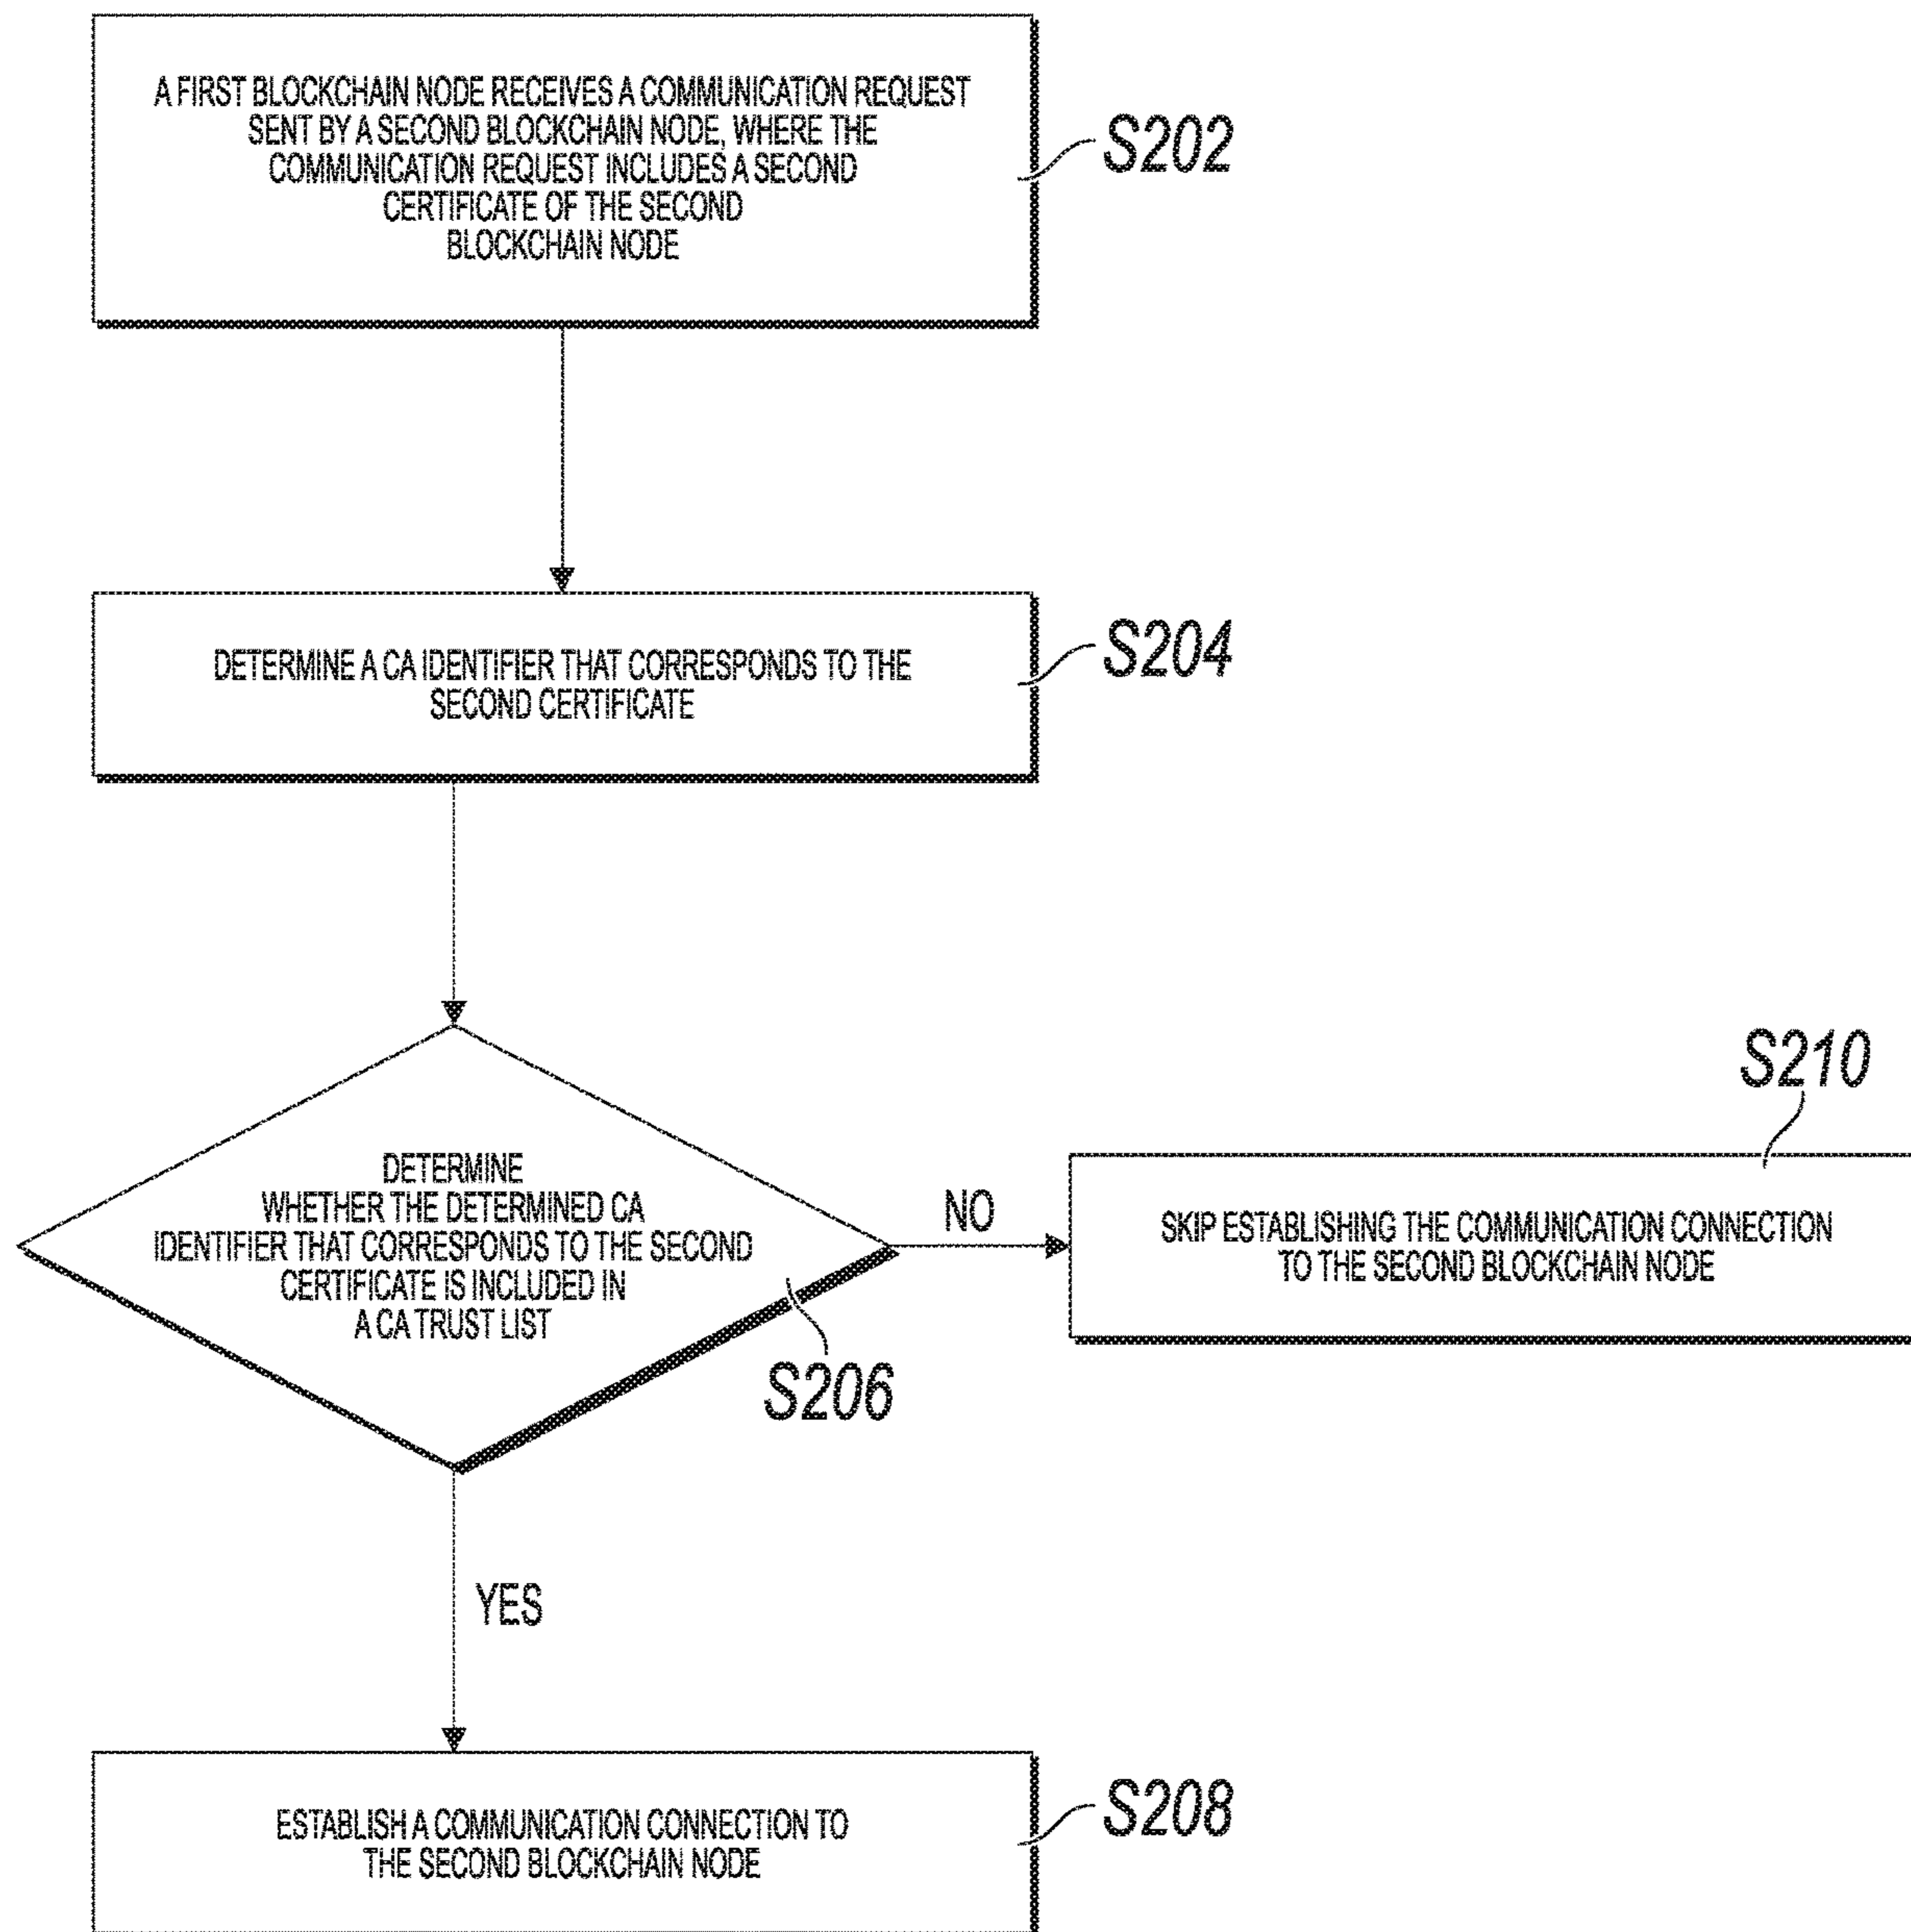 A FIRST BLOCKCHAIN NODE RECEIVES A COMMUNICATION REQUEST
SENT BY A SECOND BLOCKCHAIN NODE, WHERE THE
COMMUNICATION REQUEST INCLUDES A SECOND
CERTIFICATE OF THE SECOND
BLOCKCHAIN NODE
S202
DETERMINE A CA IDENTIFIER THAT CORRESPONDS TO THE
SECOND CERTIFICATE
S204
DETERMINE
WHETHER THE DETERMINED CA
IDENTIFIER THAT CORRESPONDS TO THE SECOND
CERTIFICATE IS INCLUDED IN
A CA TRUST LIST
S206
NO
S210
SKIP ESTABLISHING THE COMMUNICATION CONNECTION
TO THE SECOND BLOCKCHAIN NODE
YES
ESTABLISH A COMMUNICATION CONNECTION TO
THE SECOND BLOCKCHAIN NODE
S208